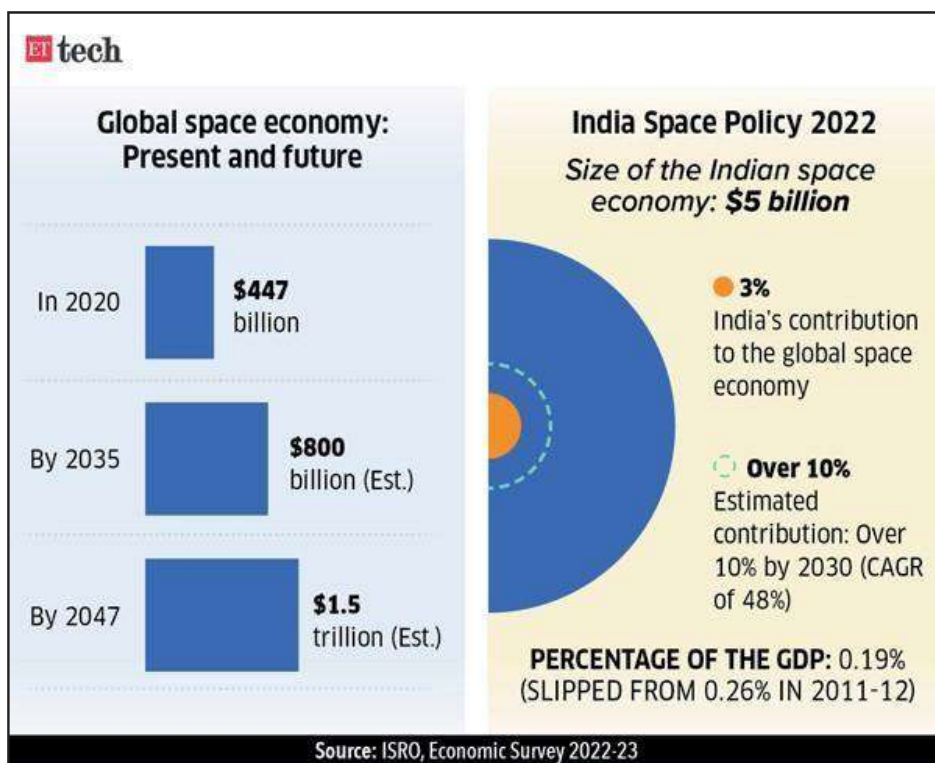 ET tech
Global space economy:
Present and future
In 2020
$447
billion
By 2035
$800
billion (Est.)
By 2047
$1.5
trillion (Est.)
India Space Policy 2022
Size of the Indian space
economy: $5 billion
3%
India's contribution
to the global space
economy
Over 10%
Estimated
contribution: Over
10% by 2030 (CAGR
of 48%)
PERCENTAGE OF THE GDP: 0.19%
(SLIPPED FROM 0.26% IN 2011-12)
Source: ISRO, Economic Survey 2022-23